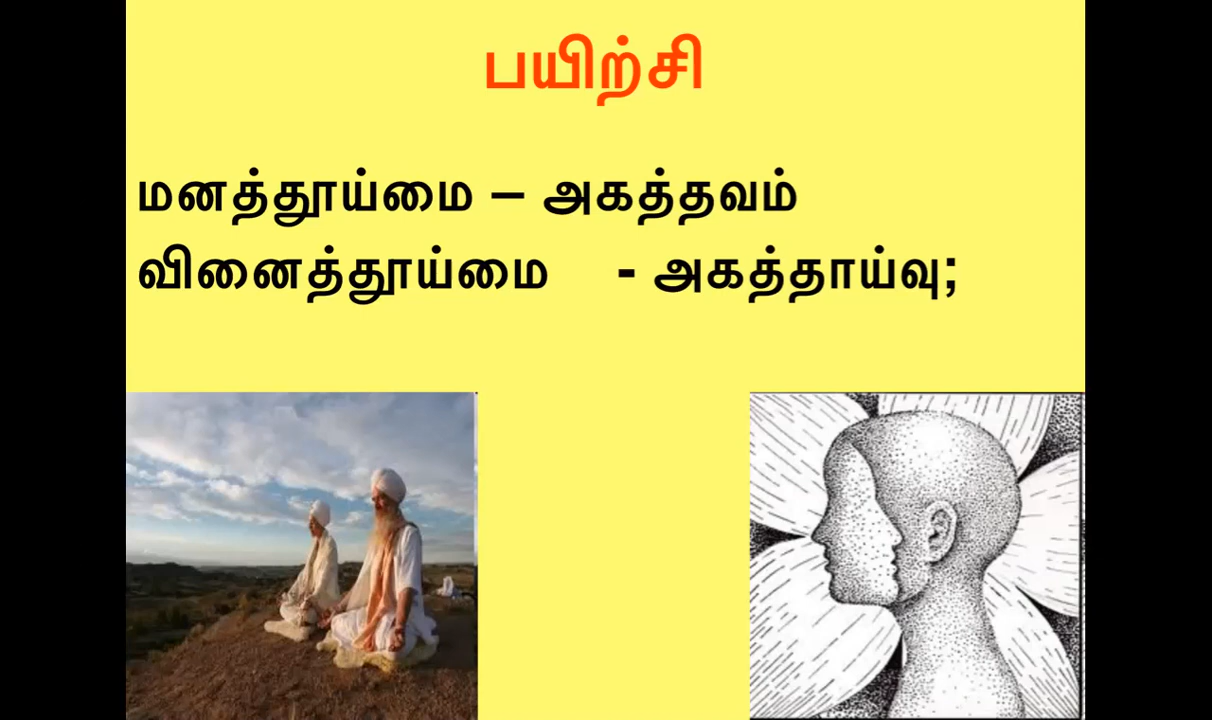 பயிற்சி
மனத்தூய்மை – அகத்தவம்
வினைத்தூய்மை - அகத்தாய்வு;